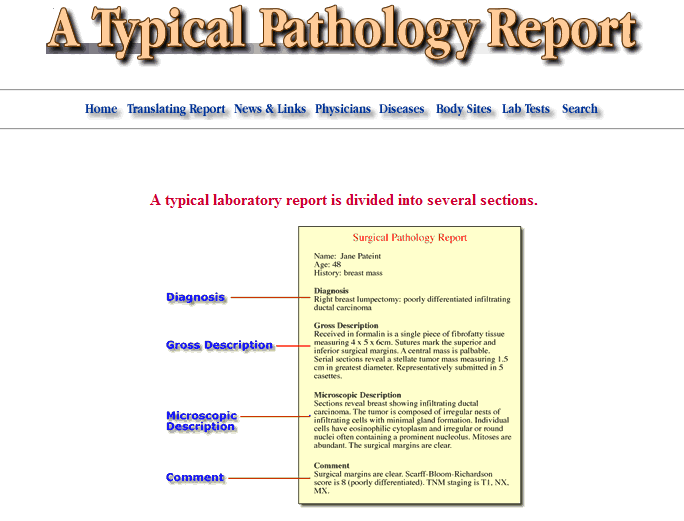 A Typical Pathology Report
Home Translating Report News & Links Physicians Diseases Body Sites Lab Tests Search
A typical laboratory report is divided into several sections.
Surgical Pathology Report
Name: Jane Pateint
Age: 48
History: breast mass
Diagnosis
Diagnosis
Right breast lumpectomy: poorly differentiated infiltrating
ductal carcinoma
Gross Description
Gross Description
Received in formalin is a single piece of fibrofatty tissue
measuring 4 x 5 x 6cm. Sutures mark the superior and
inferior surgical margins. A central mass is palbable.
Serial sections reveal a stellate tumor mass measuring 1.5
cm in greatest diameter. Representatively submitted in 5
casettes.
Microscopic
Description
Microscopic Description
Sections reveal breast showing infiltrating ductal
carcinoma. The tumor is composed of irregular nests of
infiltrating cells with minimal gland formation. Individual
cells have eosinophilic cytoplasm and irregular or round
nuclei often containing a prominent nucleolus. Mitoses are
abundant. The surgical margins are clear.
Comment
Comment
Surgical margins are clear. Scarff-Bloom-Richardson
score is 8 (poorly differentiated). TNM staging is T1, NX,
MX.